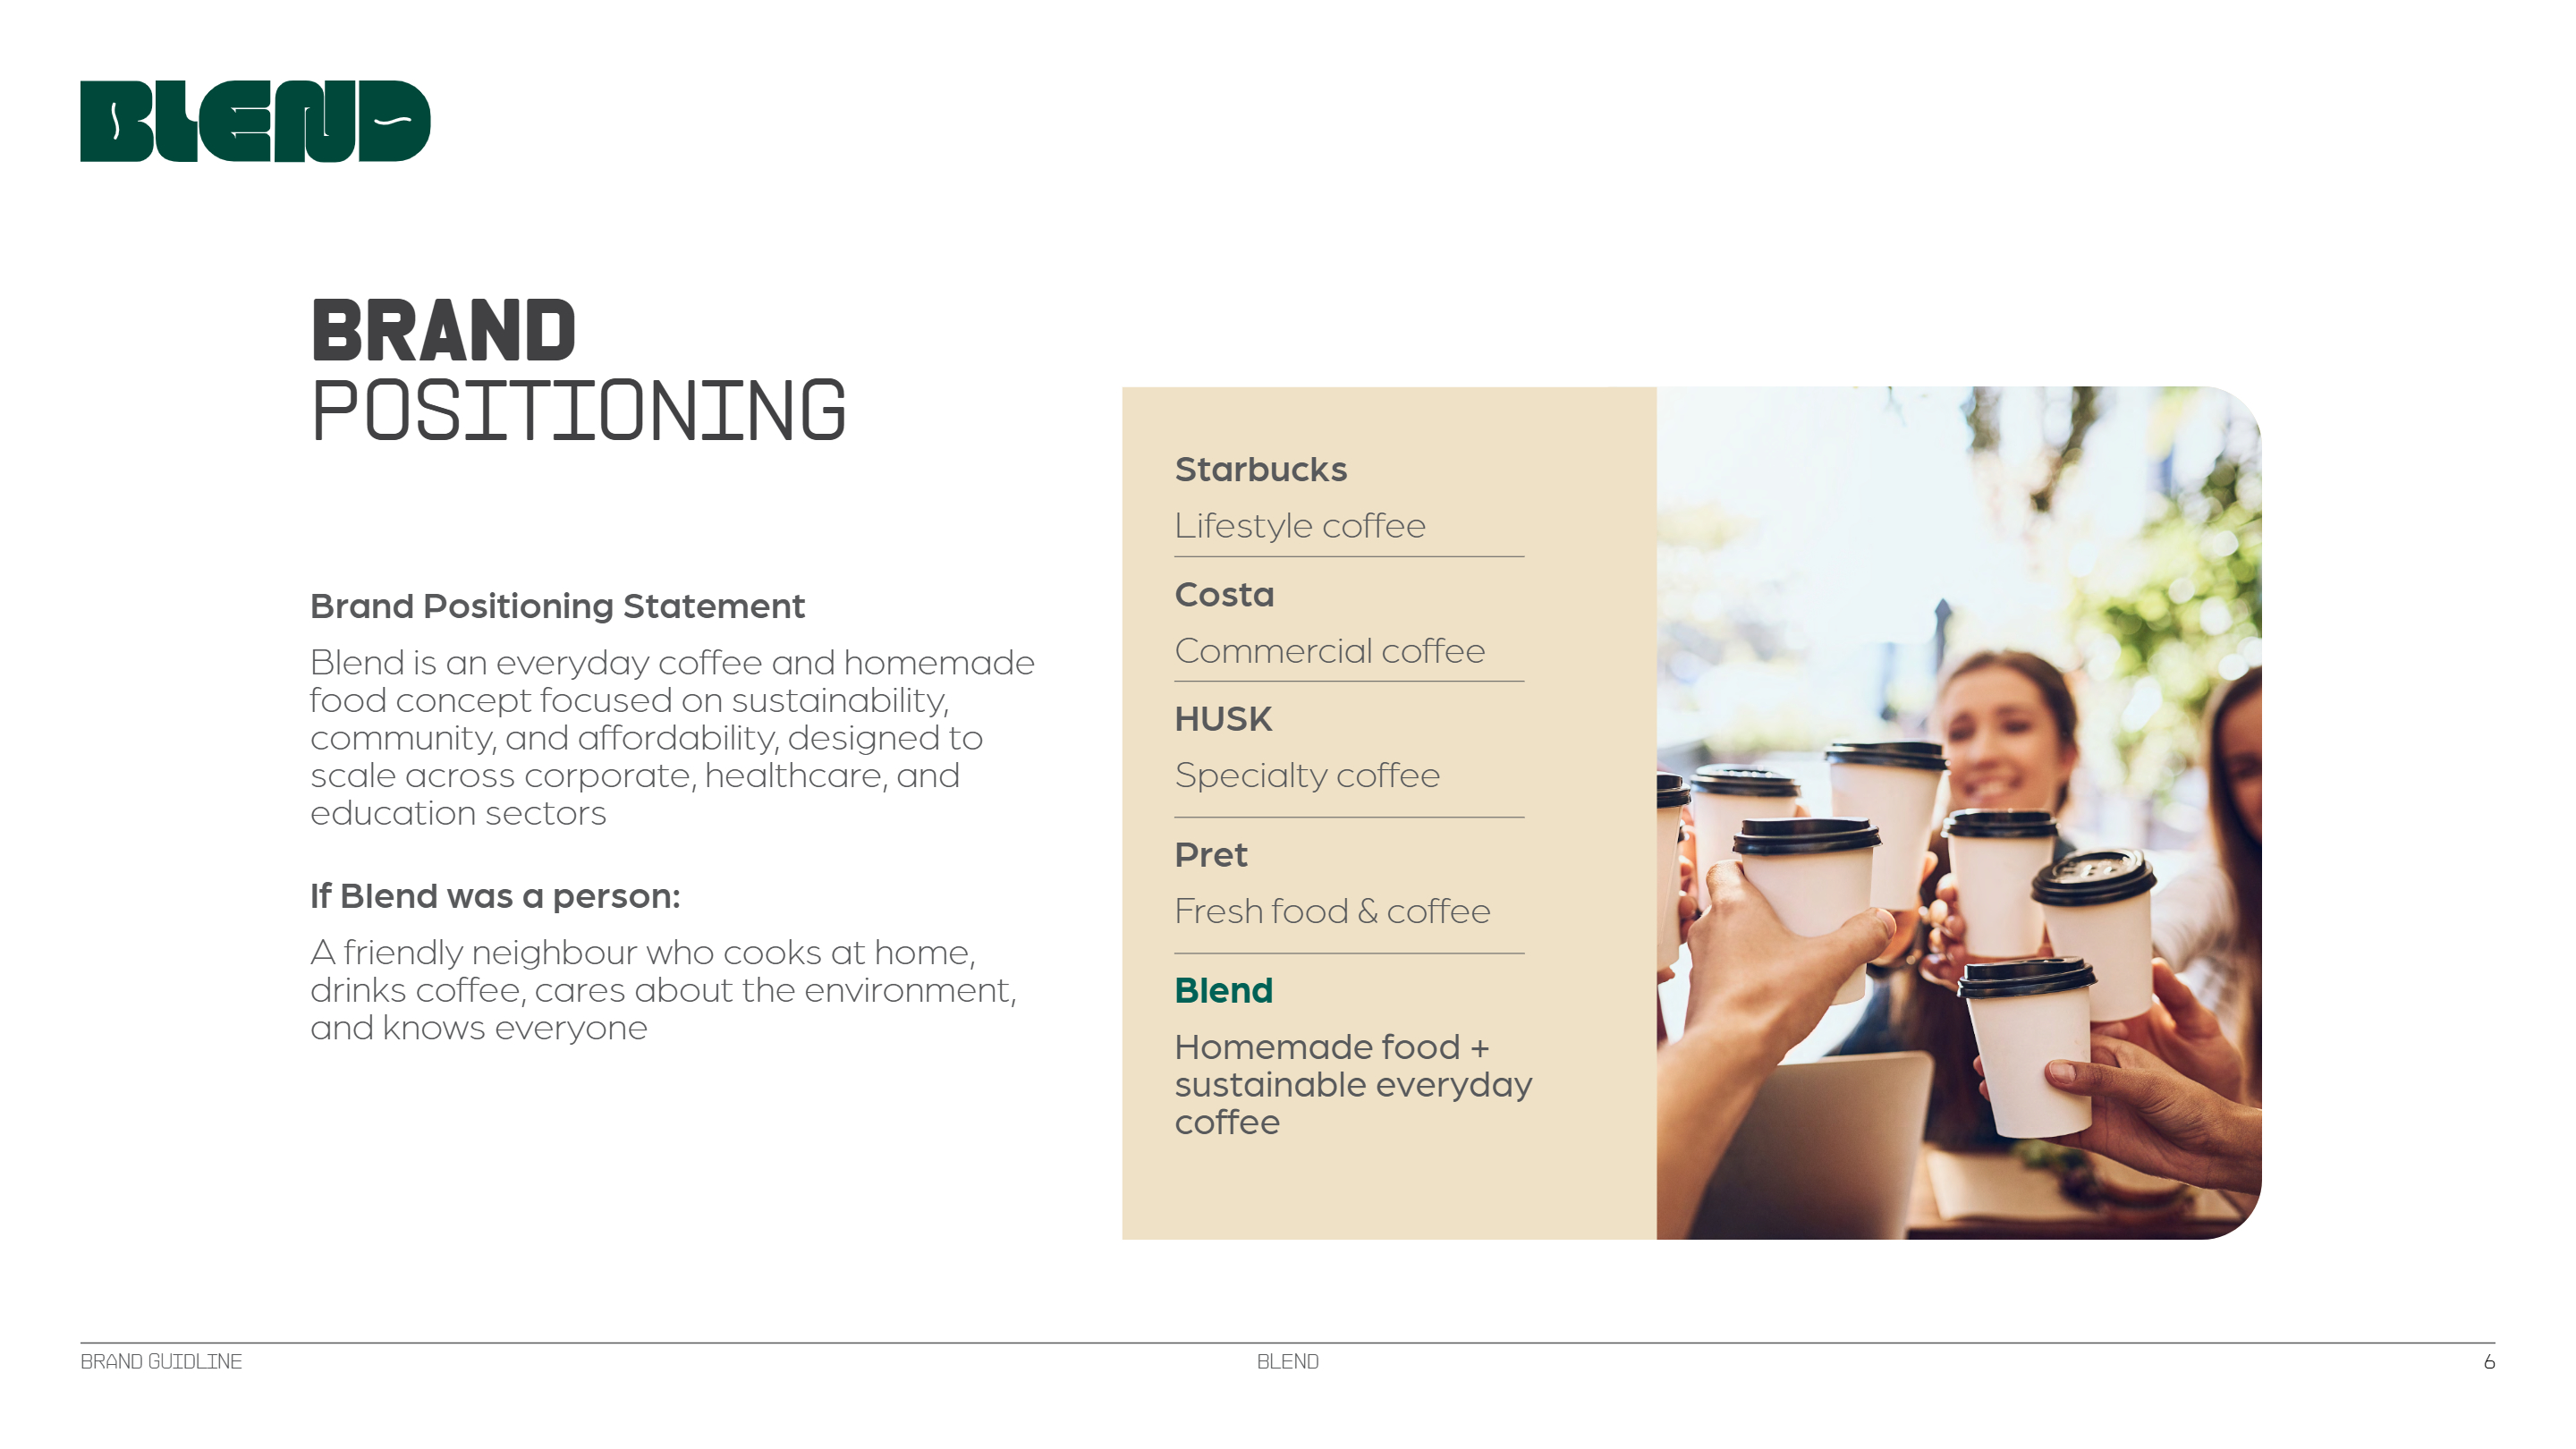 BLEND
BRAND
POSITIONING
Brand Positioning Statement
Blend is an everyday coffee and homemade
food concept focused on sustainability,
community, and affordability, designed to
scale across corporate, healthcare, and
education sectors
If Blend was a person:
A friendly neighbour who cooks at home,
drinks coffee, cares about the environment,
and knows everyone
Starbucks
Lifestyle coffee
Costa
Commercial coffee
HUSK
Specialty coffee
Pret
Fresh food & coffee
Blend
Homemade food +
sustainable everyday
coffee
BRAND GUIDLINE
BLEND
6